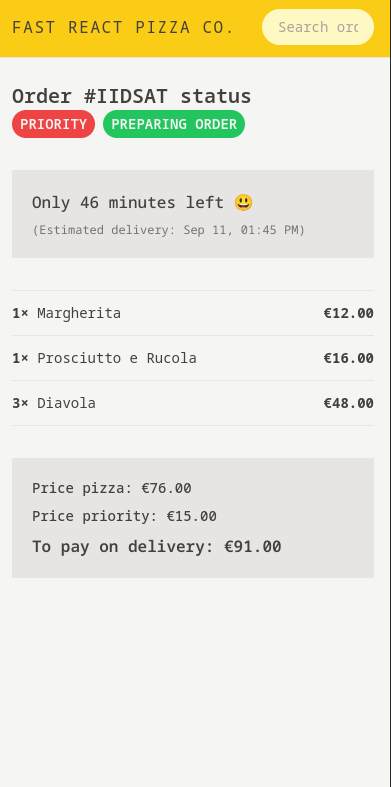 FAST REACT PIZZA CO.
Search orc
Order #IIDSAT status
PRIORITY
PREPARING ORDER
Only 46 minutes left 😃
(Estimated delivery: Sep 11, 01:45 PM)
1× Margherita €12.00
1× Prosciutto e Rucola €16.00
3× Diavola €48.00
Price pizza: €76.00
Price priority: €15.00
To pay on delivery: €91.00